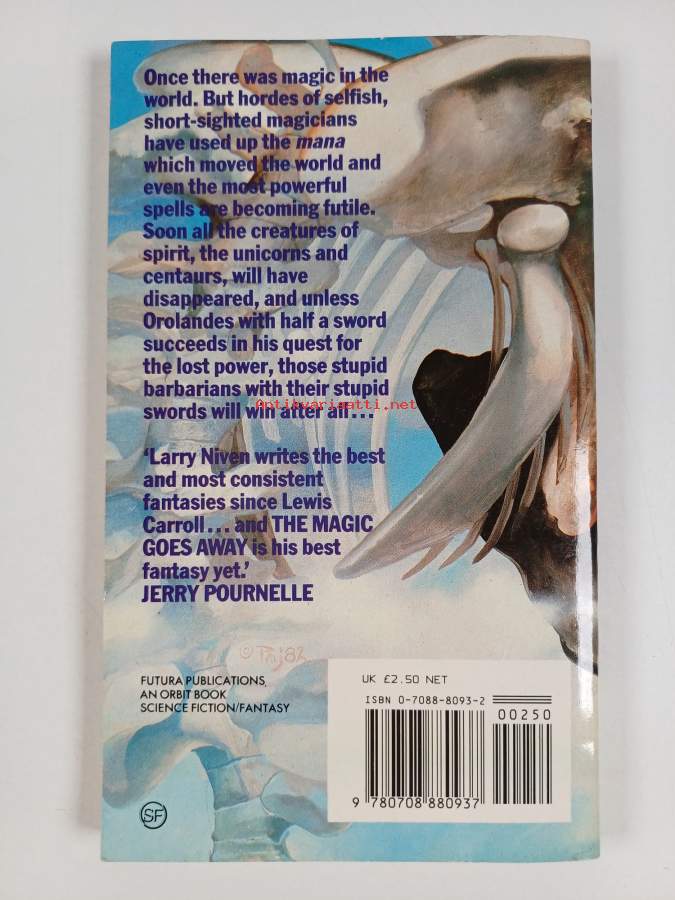 Once there was magic in the
world. But hordes of selfish,
short-sighted magicians
have used up the mana
which moved the world and
even the most powerful
spells are becoming futile.
Soon all the creatures of
spirit, the unicorns and
centaurs, will have
disappeared, and unless
Orolandes with half a sword
succeeds in his quest for
the lost power, those stupid
barbarians with their stupid
swords will win after all...
Antikvariaatti.net
‘Larry Niven writes the best
and most consistent
fantasies since Lewis
Carroll... and THE MAGIC
GOES AWAY is his best
fantasy yet.’
JERRY POURNELLE
FUTURA PUBLICATIONS,
AN ORBIT BOOK
SCIENCE FICTION/FANTASY
SF
UK £2.50 NET
ISBN 0-7088-8093-2
00250
9 780708 880937